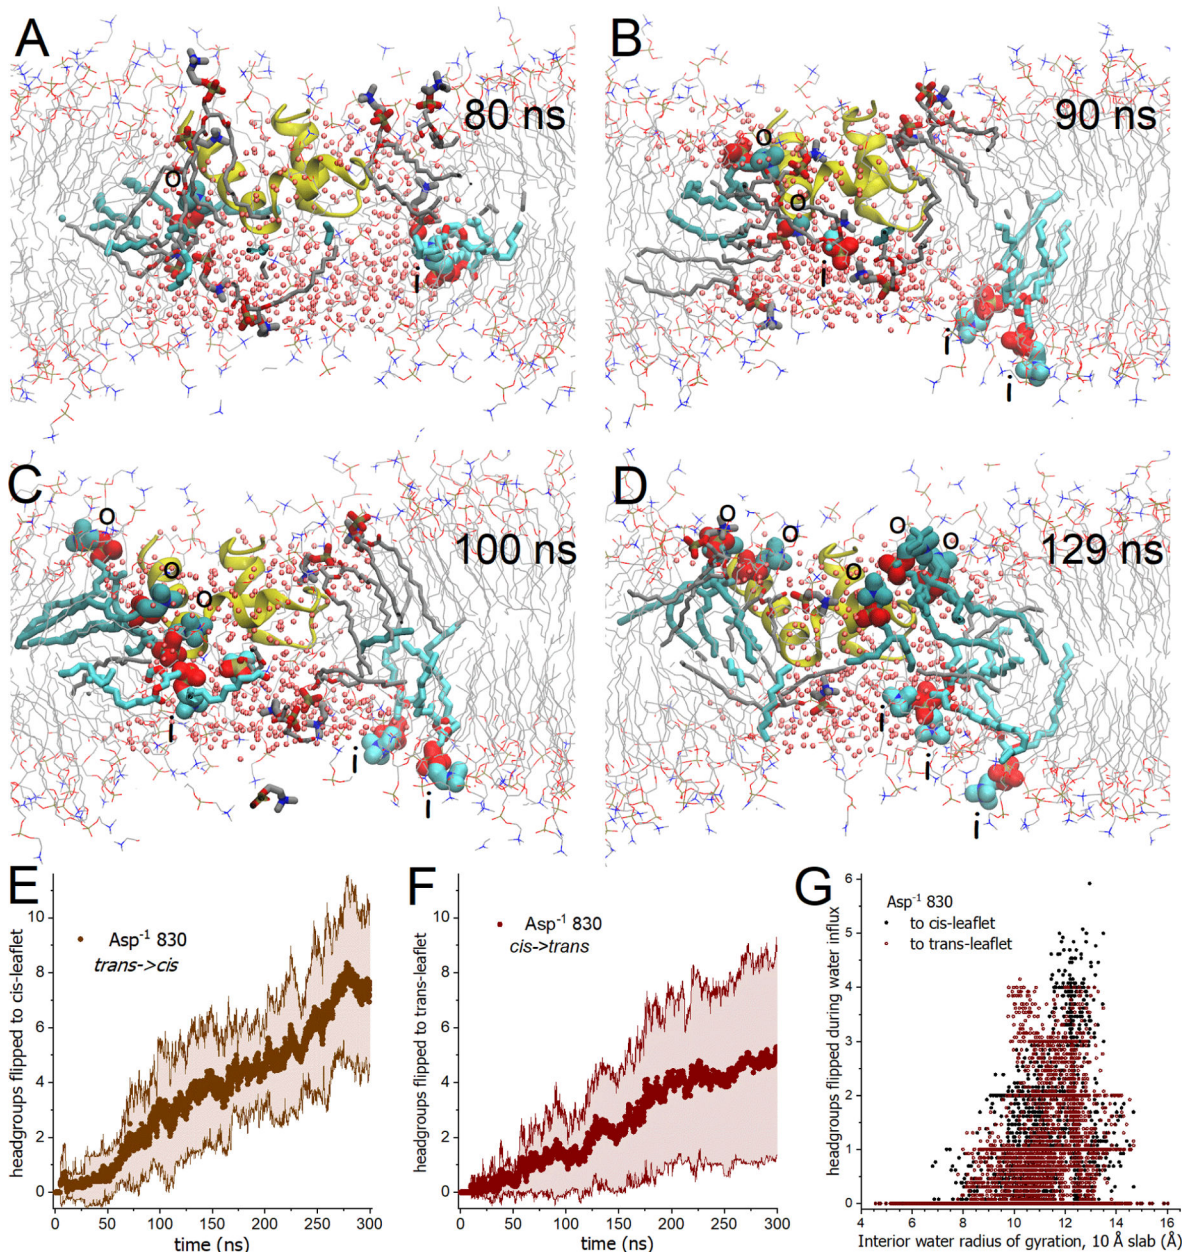 A
80 ns
o
i
B
90 ns
o
o
i
i
i
C
100 ns
o
o
o
i
i
i
D
129 ns
o
o
o
o
o
i
i
i
E
headgroups flipped to cis-leaflet
10
8
6
4
2
0
Asp⁻¹ 830
trans->cis
0 50 100 150 200 250 300
time (ns)
F
headgroups flipped to trans-leaflet
10
8
6
4
2
0
Asp⁻¹ 830
cis->trans
0 50 100 150 200 250 300
time (ns)
G
headgroups flipped during water influx
6
5
4
3
2
1
0
Asp⁻¹ 830
to cis-leaflet
to trans-leaflet
4 6 8 10 12 14 16
Interior water radius of gyration, 10 Å slab (Å)